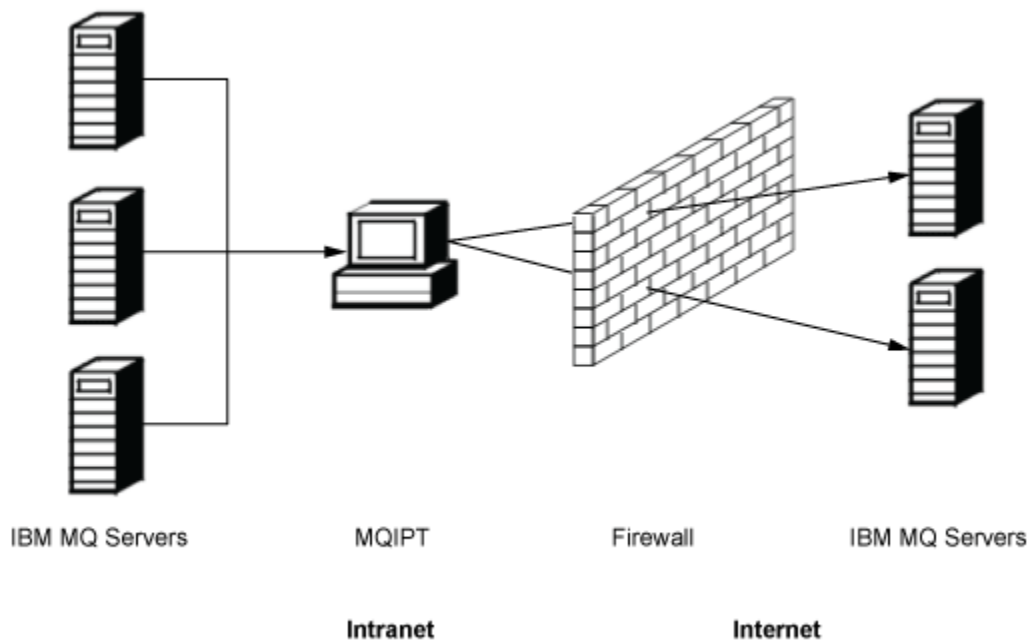 IBM MQ Servers
MQIPT
Firewall
IBM MQ Servers
Intranet
Internet